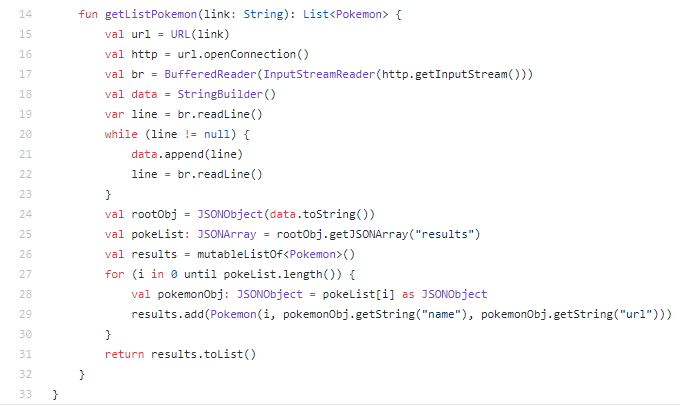 14 fun getListPokemon(link: String): List<Pokemon> {
15 val url = URL(link)
16 val http = url.openConnection()
17 val br = BufferedReader(InputStreamReader(http.getInputStream()))
18 val data = StringBuilder()
19 var line = br.readLine()
20 while (line != null) {
21 data.append(line)
22 line = br.readLine()
23 }
24 val rootObj = JSONObject(data.toString())
25 val pokeList: JSONArray = rootObj.getJSONArray("results")
26 val results = mutableListOf<Pokemon>()
27 for (i in 0 until pokeList.length()) {
28 val pokemonObj: JSONObject = pokeList[i] as JSONObject
29 results.add(Pokemon(i, pokemonObj.getString("name"), pokemonObj.getString("url")))
30 }
31 return results.toList()
32 }
33 }